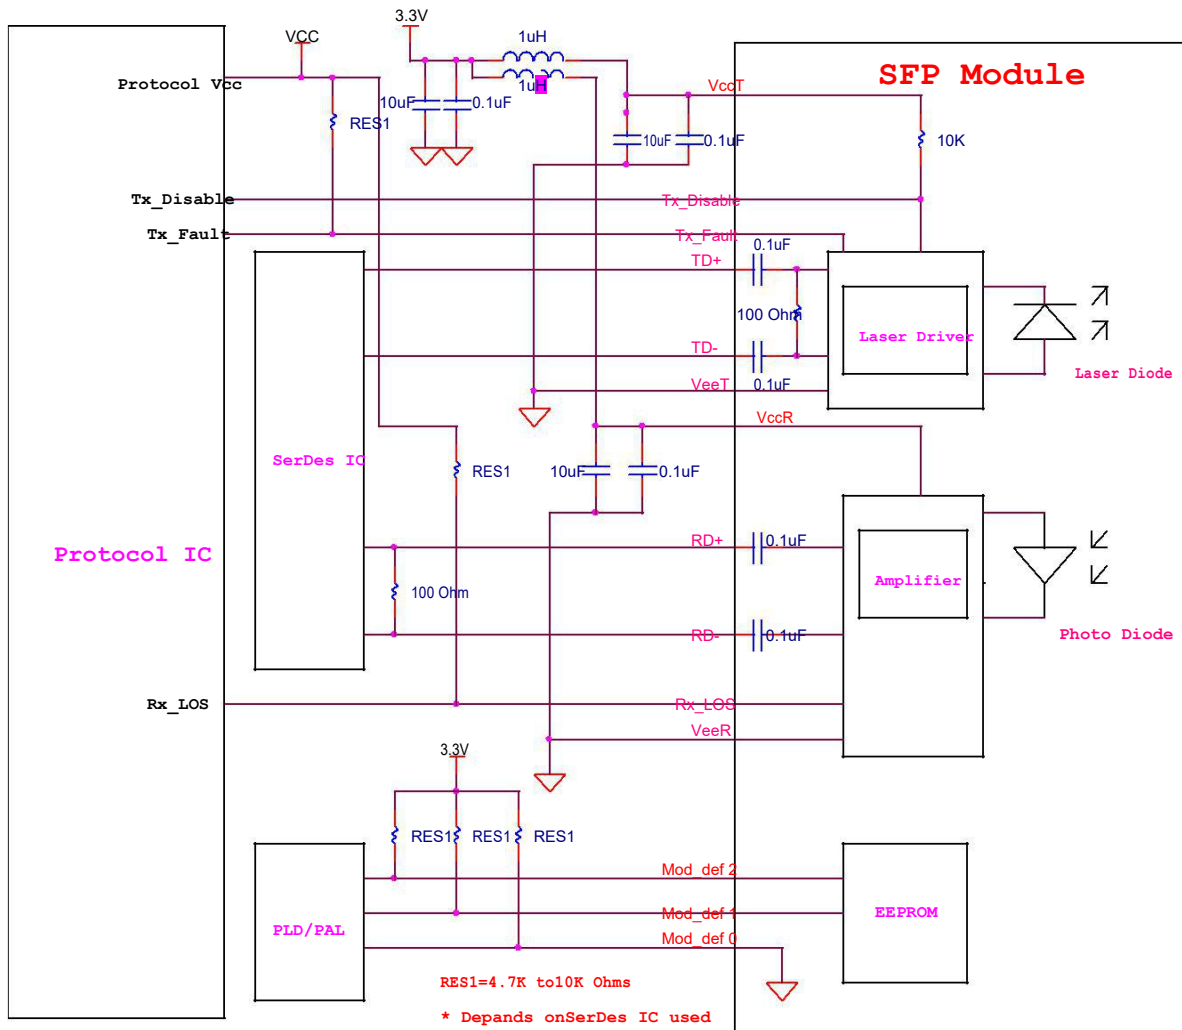 3.3V
VCC
1uH
SFP Module
Protocol Vcc
1uH
VccT
10uF
0.1uF
RES1
10uF
0.1uF
10K
Tx_Disable
Tx_Disable
Tx_Fault
Tx_Fault
0.1uF
TD+
100 Ohm
Laser Driver
TD-
Laser Diode
VeeT
0.1uF
VccR
SerDes IC
RES1
10uF
0.1uF
Protocol IC
RD+
0.1uF
Amplifier
100 Ohm
RD-
0.1uF
Photo Diode
Rx_LOS
Rx_LOS
VeeR
3.3V
RES1
RES1
RES1
Mod_def 2
Mod_def 1
EEPROM
PLD/PAL
Mod_def 0
RES1=4.7K to10K Ohms
* Depands onSerDes IC used